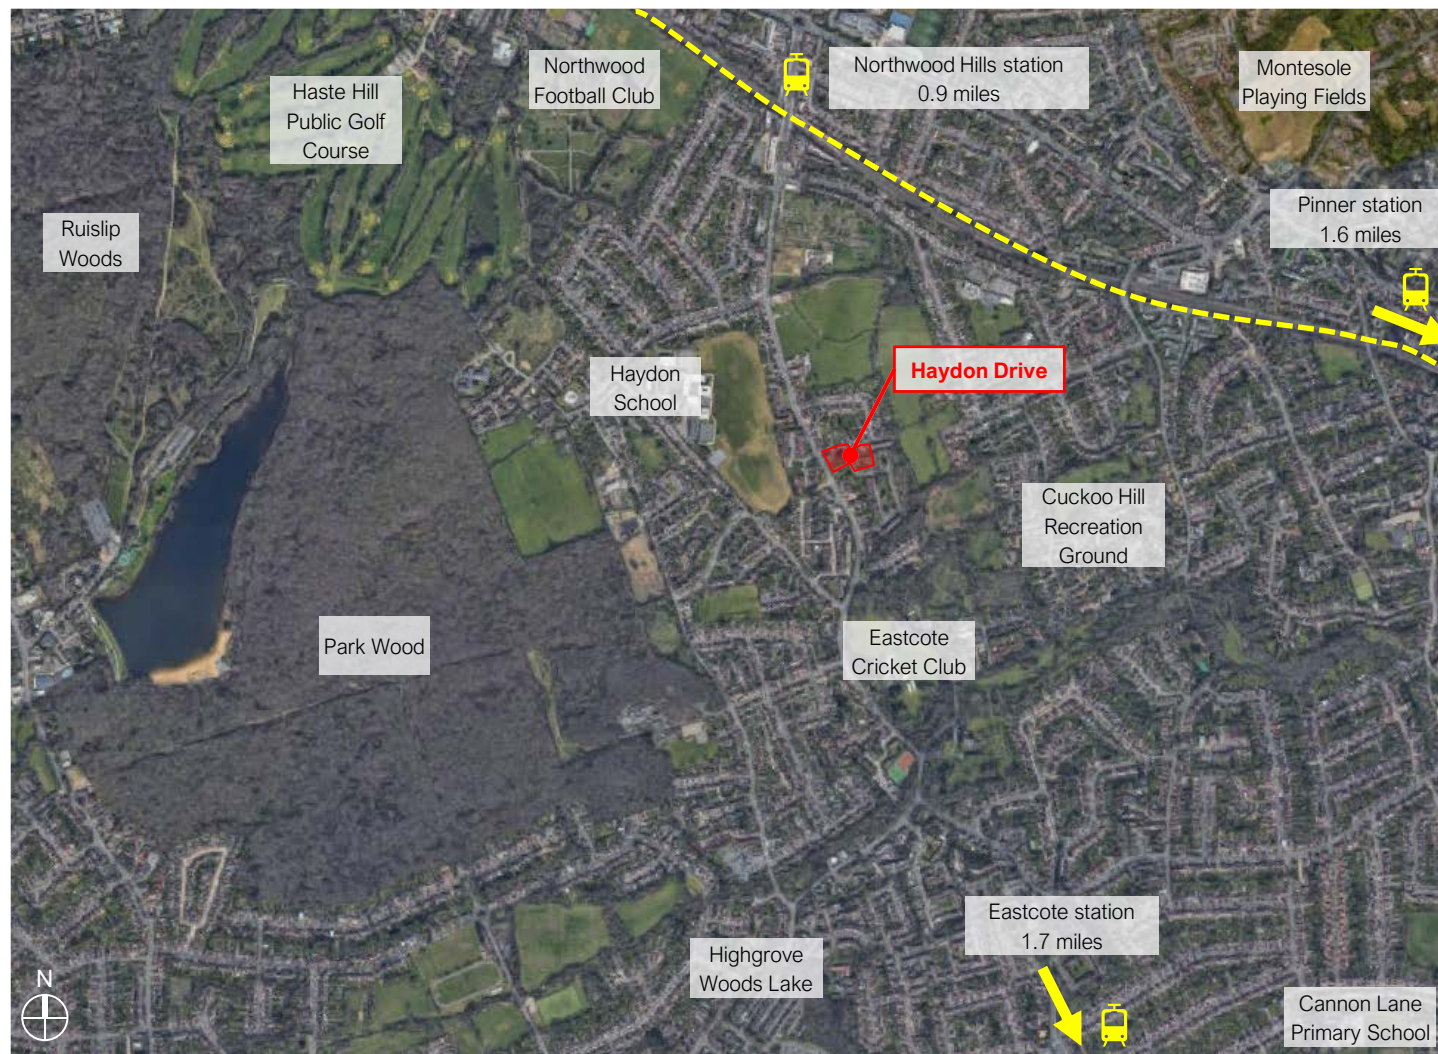 Northwood
Football Club
Northwood Hills station
0.9 miles
Montesole
Playing Fields
Haste Hill
Public Golf
Course
Pinner station
1.6 miles
Ruislip
Woods
Haydon Drive
Haydon
School
Cuckoo Hill
Recreation
Ground
Park Wood
Eastcote
Cricket Club
Eastcote station
1.7 miles
Highgrove
Woods Lake
N
Cannon Lane
Primary School